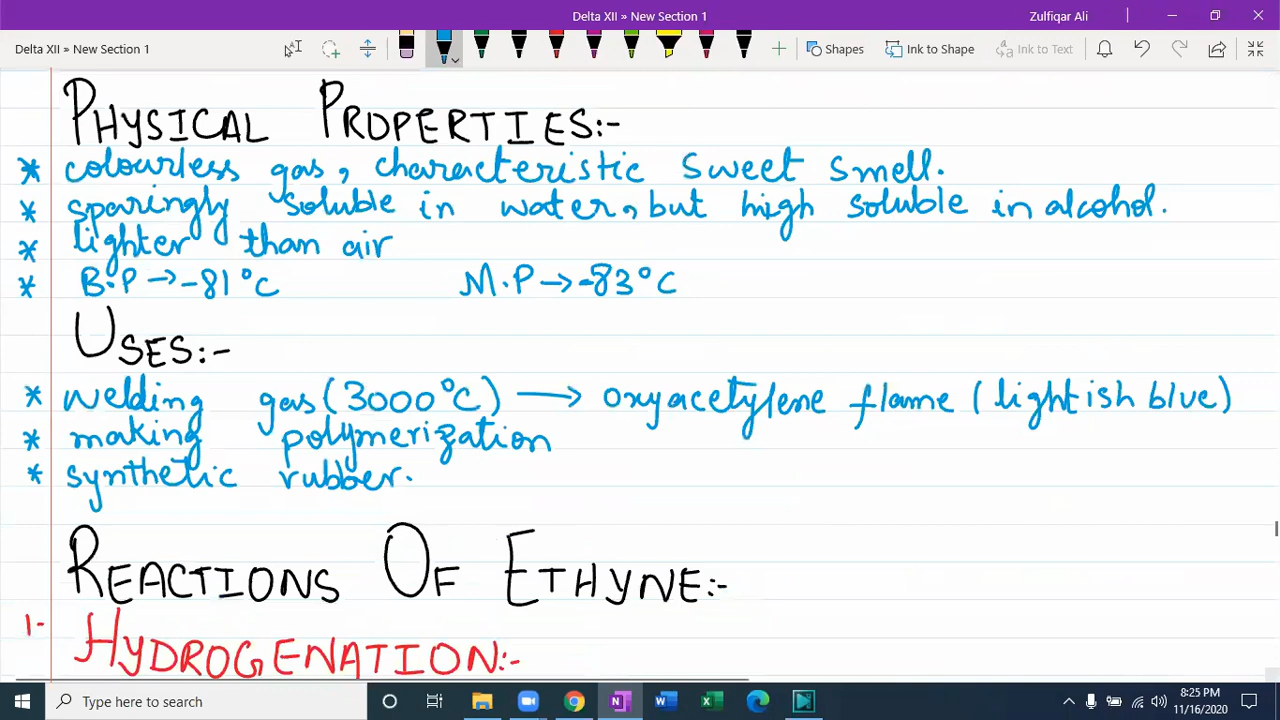 Delta XII » New Section 1
Zulfiqar Ali
Delta XII » New Section 1
Shapes
Ink to Shape
Ink to Text
PHYSICAL PROPERTIES:-
* colourless gas, characteristic sweet smell.
* sparingly soluble in water, but high soluble in alcohol.
* lighter than air
* B.P → -81°C M.P → -83°C
USES:-
* welding gas (3000°C) → oxyacetylene flame (lightish blue)
* making polymerization
* synthetic rubber.
REACTIONS OF ETHYNE:-
1- HYDROGENATION:-
Type here to search
8:25 PM
11/16/2020